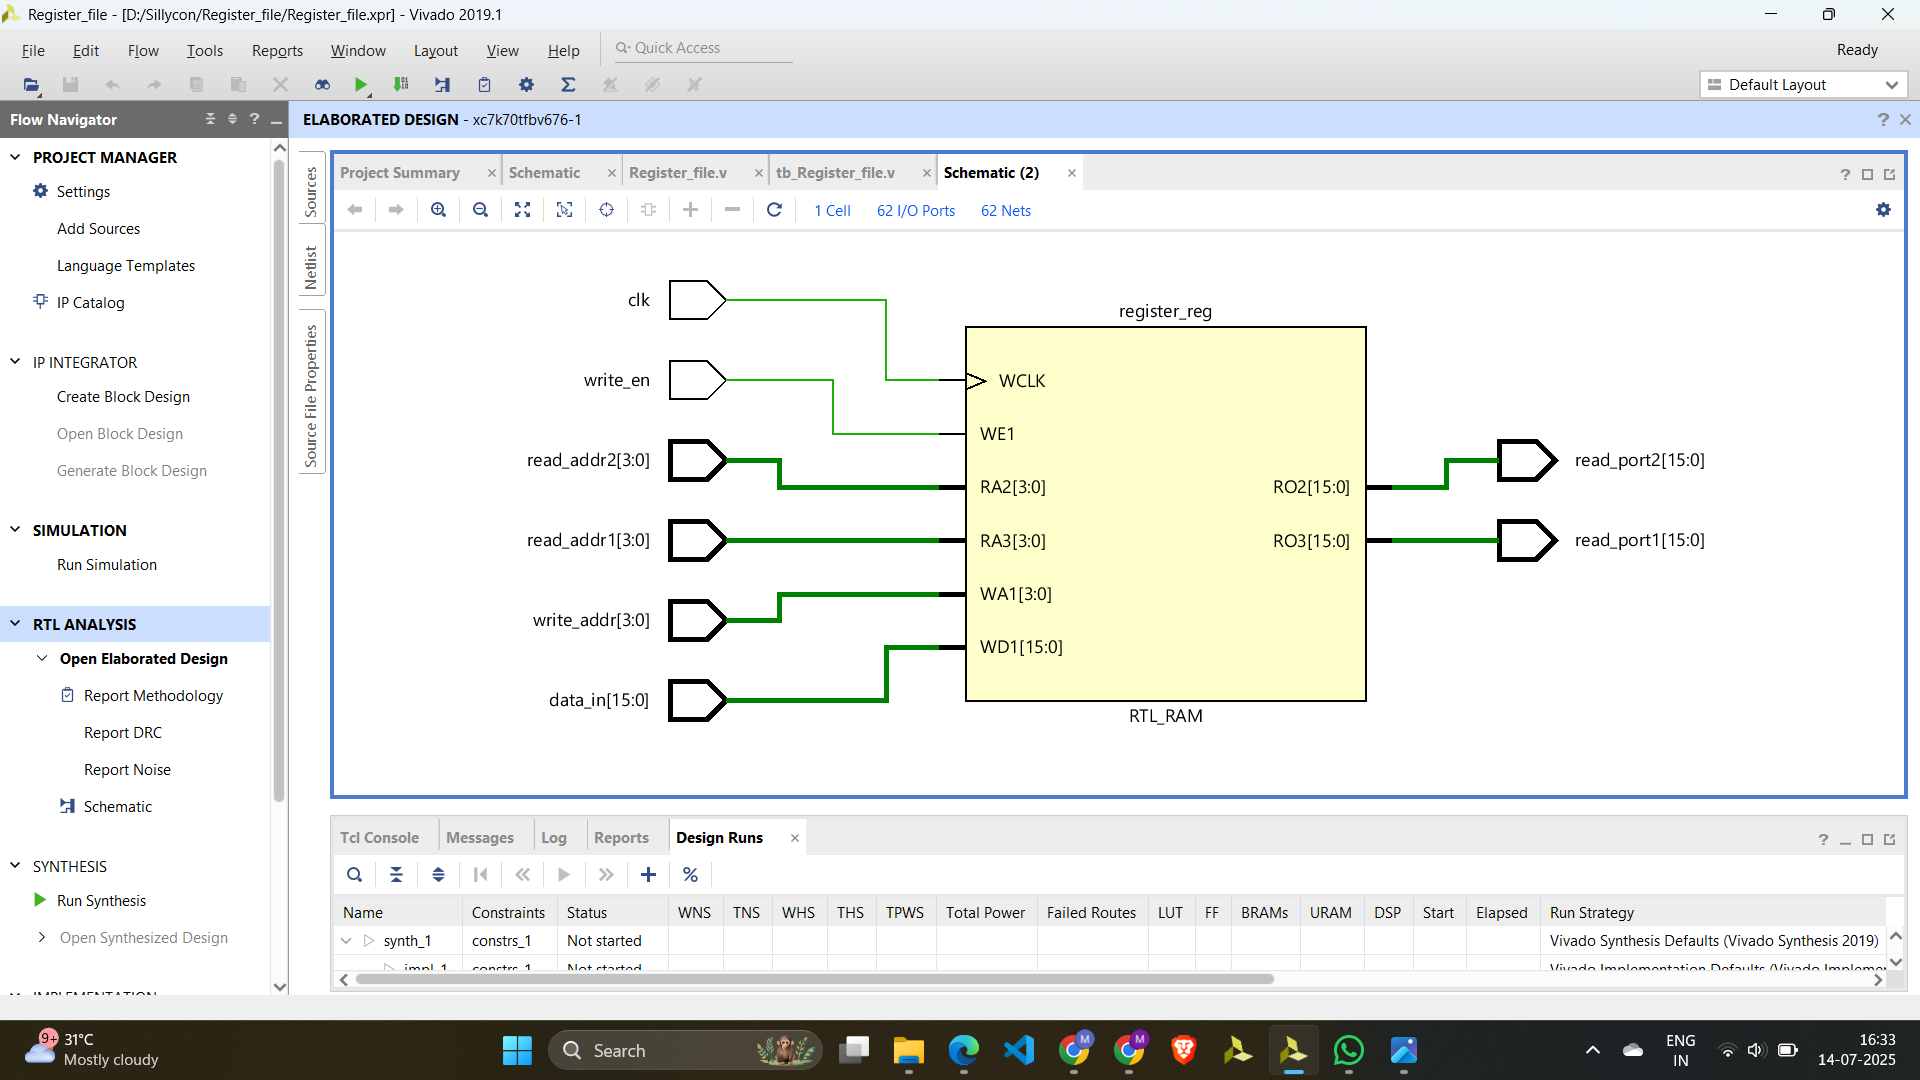 Register_file - [D:/Sillycon/Register_file/Register_file.xpr] - Vivado 2019.1
File Edit Flow Tools Reports Window Layout View Help Quick Access Ready
Default Layout
Flow Navigator
ELABORATED DESIGN - xc7k70tfbv676-1
PROJECT MANAGER
Settings
Add Sources
Language Templates
IP Catalog
IP INTEGRATOR
Create Block Design
Open Block Design
Generate Block Design
SIMULATION
Run Simulation
RTL ANALYSIS
Open Elaborated Design
Report Methodology
Report DRC
Report Noise
Schematic
SYNTHESIS
Run Synthesis
Open Synthesized Design
IMPLEMENTATION
Sources
Netlist
Source File Properties
Project Summary Schematic Register_file.v tb_Register_file.v Schematic (2)
1 Cell 62 I/O Ports 62 Nets
clk
write_en
read_addr2[3:0]
read_addr1[3:0]
write_addr[3:0]
data_in[15:0]
register_reg
WCLK
WE1
RA2[3:0] RO2[15:0]
RA3[3:0] RO3[15:0]
WA1[3:0]
WD1[15:0]
RTL_RAM
read_port2[15:0]
read_port1[15:0]
Tcl Console Messages Log Reports Design Runs
Name Constraints Status WNS TNS WHS THS TPWS Total Power Failed Routes LUT FF BRAMs URAM DSP Start Elapsed Run Strategy
synth_1 constrs_1 Not started Vivado Synthesis Defaults (Vivado Synthesis 2019)
impl_1 constrs_1 Not started Vivado Implementation Defaults (Vivado Implemen
9+
31°C
Mostly cloudy
Search
M
M
ENG
IN
16:33
14-07-2025